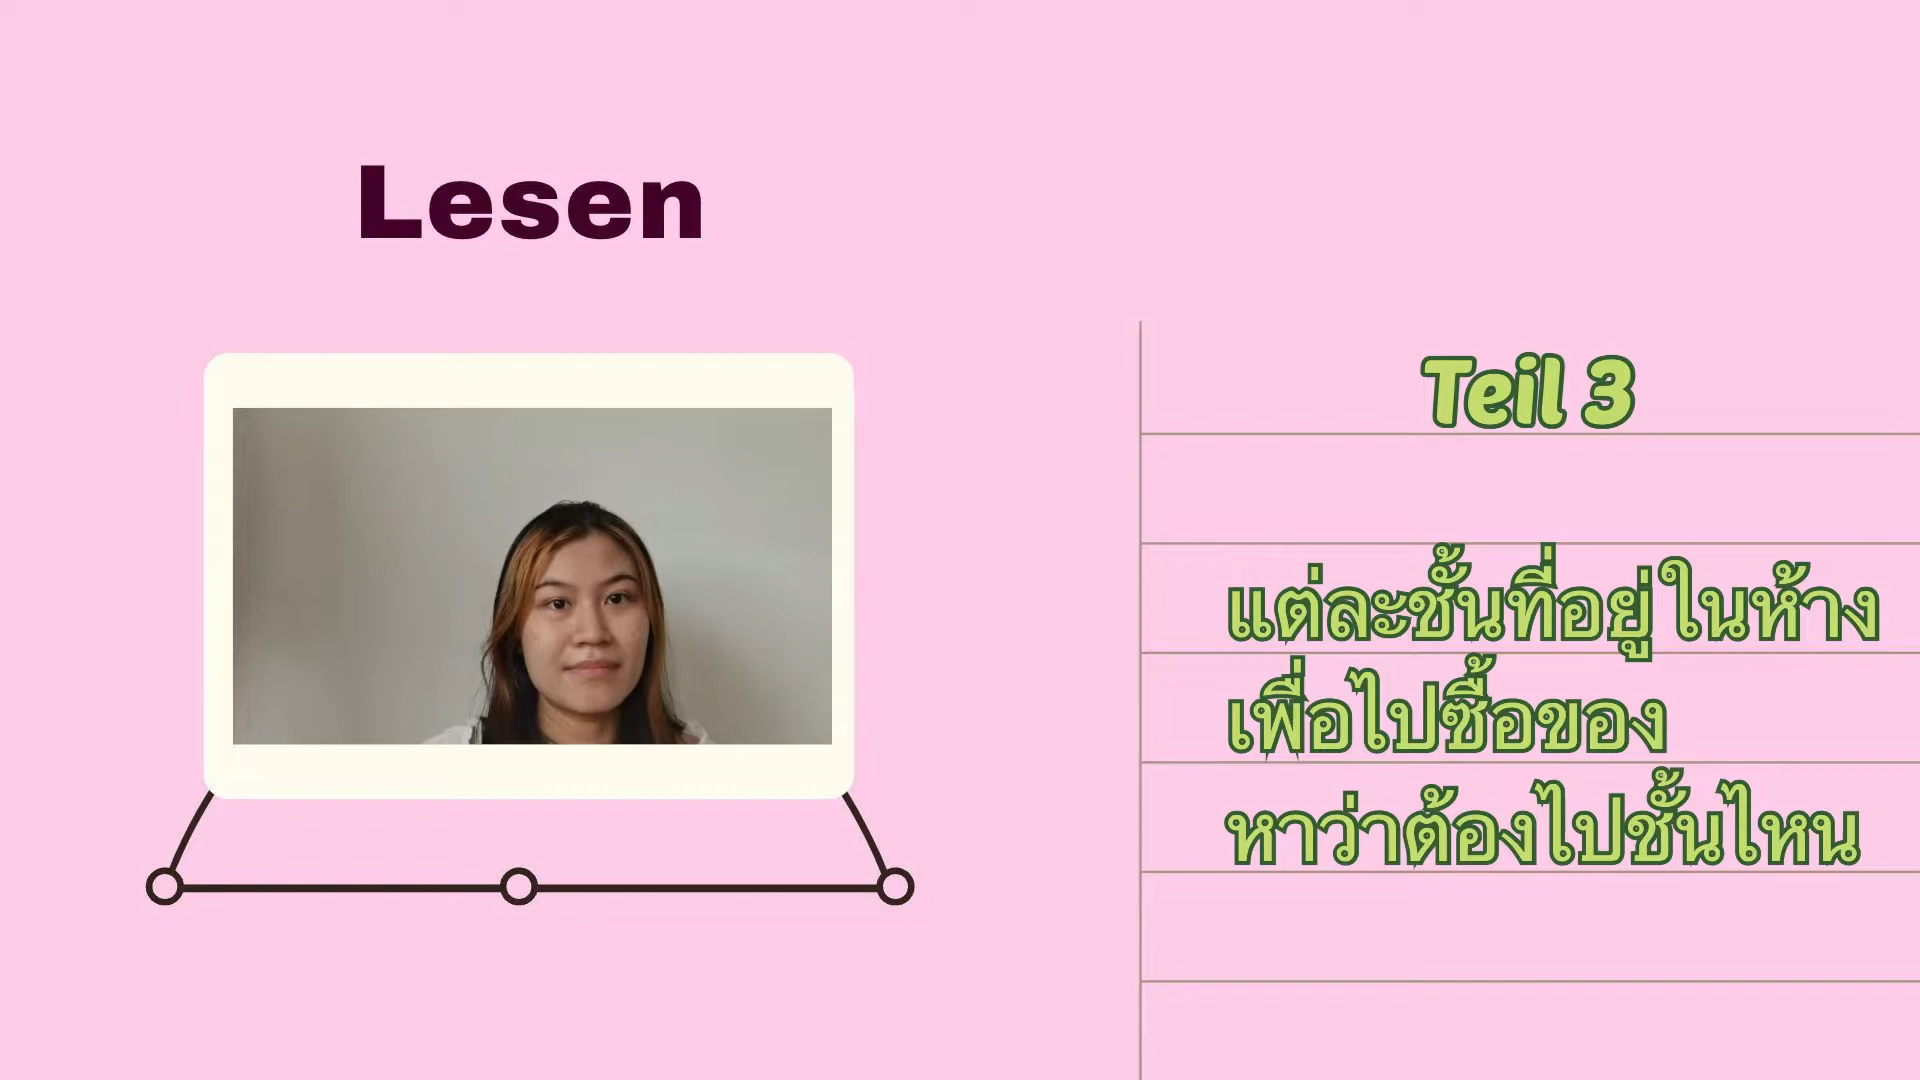 Lesen
Teil 3
แต่ละชั้นที่อยู่ในห้าง
เพื่อไปซื้อของ
หาว่าต้องไปชั้นไหน